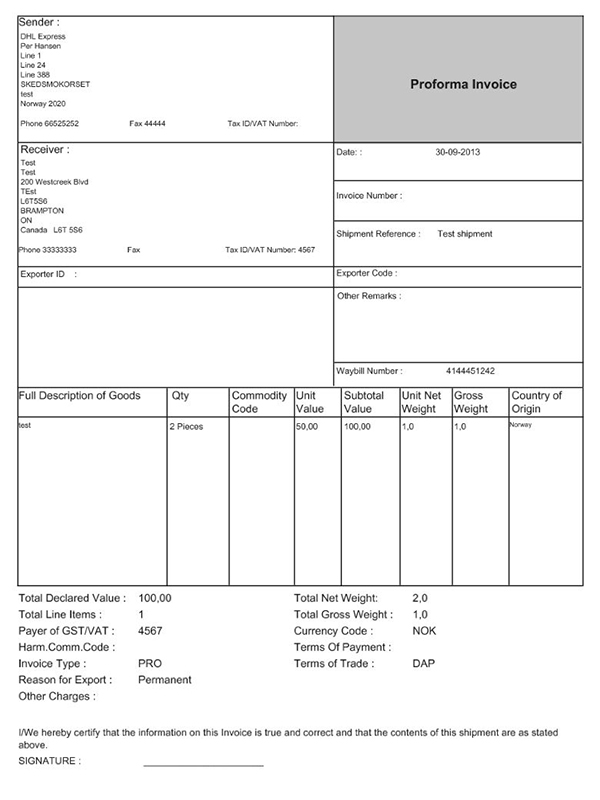 Sender :
DHL Express
Per Hansen
Line 1
Line 24
Line 388
SKEDSMOKORSET
test
Norway 2020
Phone 66525252 Fax 44444 Tax ID/VAT Number:
Proforma Invoice
Receiver :
Test
Test
200 Westcreek Blvd
TEst
L6T5S6
BRAMPTON
ON
Canada L6T 5S6
Phone 33333333 Fax Tax ID/VAT Number: 4567
Date: : 30-09-2013
Invoice Number :
Shipment Reference : Test shipment
Exporter ID :
Exporter Code :
Other Remarks :
Waybill Number : 4144451242
Full Description of Goods Qty Commodity Code Unit Value Subtotal Value Unit Net Weight Gross Weight Country of Origin
test 2 Pieces 50,00 100,00 1,0 1,0 Norway
Total Declared Value : 100,00 Total Net Weight: 2,0
Total Line Items : 1 Total Gross Weight : 1,0
Payer of GST/VAT : 4567 Currency Code : NOK
Harm.Comm.Code : Terms Of Payment :
Invoice Type : PRO Terms of Trade : DAP
Reason for Export : Permanent
Other Charges :
I/We hereby certify that the information on this Invoice is true and correct and that the contents of this shipment are as stated
above.
SIGNATURE :